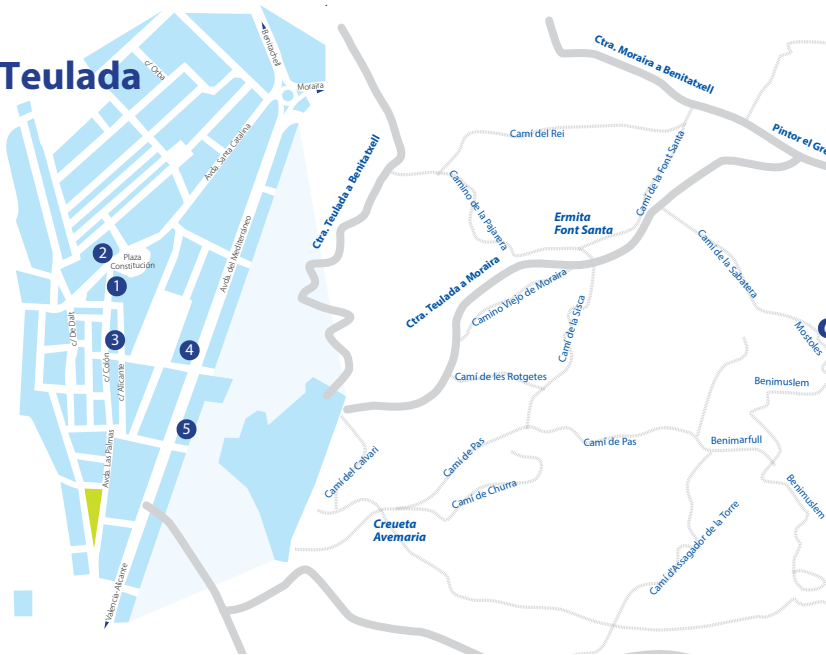 Teulada
Benitachell
c/ Orba
Moraira
Avda. Santa Catalina
2
Plaza
Constitución
1
Avda. del Mediterráneo
c/ De Dalt
3
4
c/ Colón
c/ Alicante
5
Avda. Las Palmas
Valencia-Alicante
Ctra. Teulada a Benitatxell
Ctra. Moraira a Benitatxell
Camí del Rei
Pintor el Gre
Camí de la Font Santa
Camino de la Pajarera
Ermita
Font Santa
Camí de la Sabatera
Ctra. Teulada a Moraira
Camino Viejo de Moraira
Camí de la Sisca
Mostoles
Camí de les Rotgetes
Benimuslem
Camí de Pas
Camí de Pas
Benimarfull
Camí del Calvari
Camí de Churra
Benimuslem
Creueta
Avemaria
Camí d'Assagador de la Torre